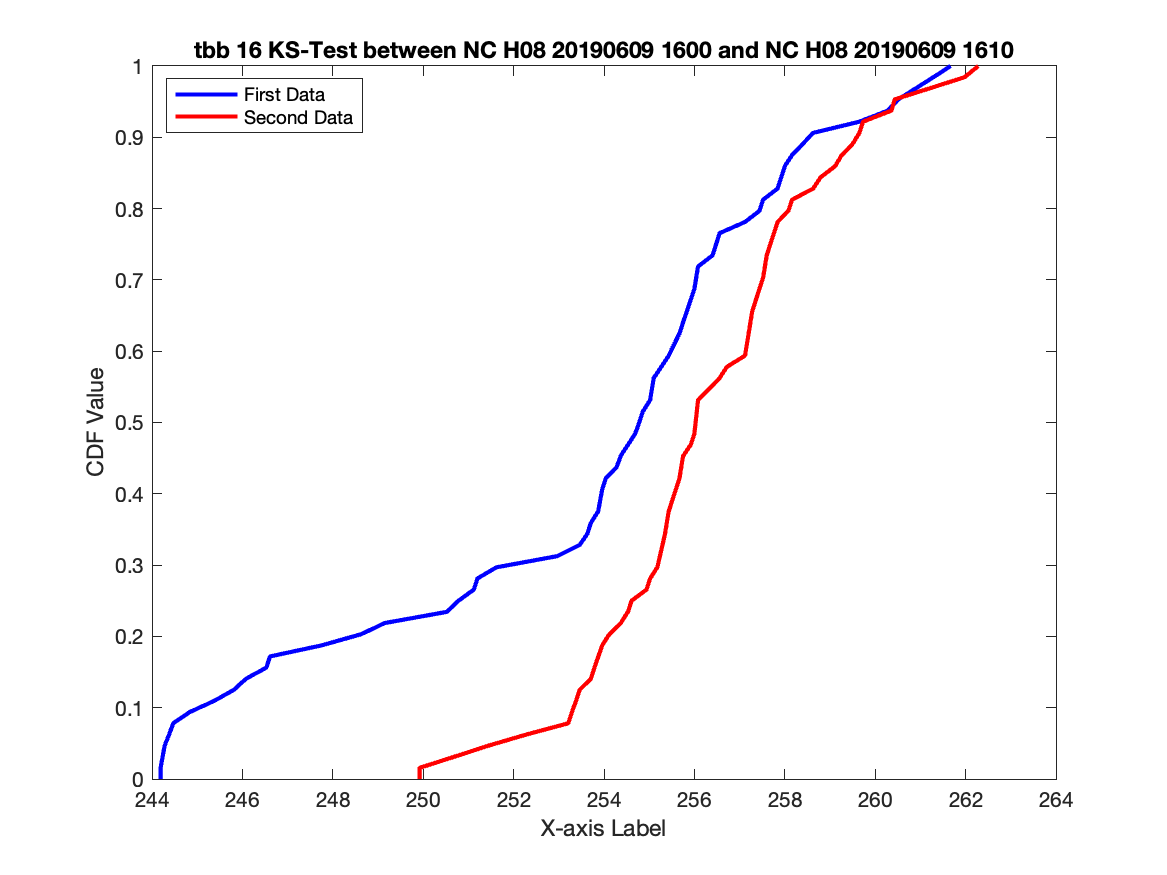 tbb 16 KS-Test between NC H08 20190609 1600 and NC H08 20190609 1610
First Data
Second Data
CDF Value
1
0.9
0.8
0.7
0.6
0.5
0.4
0.3
0.2
0.1
0
244 246 248 250 252 254 256 258 260 262 264
X-axis Label